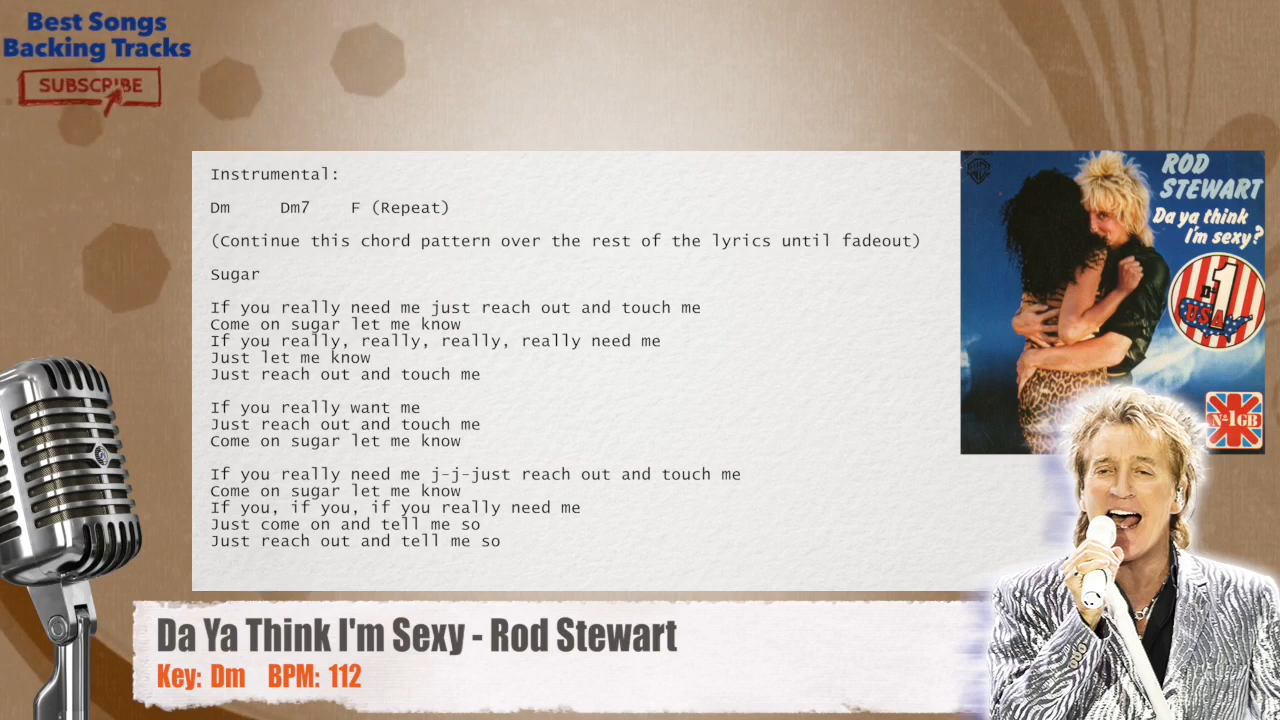 Best Songs
Backing Tracks
SUBSCRIBE
Instrumental:
Dm Dm7 F (Repeat)
(Continue this chord pattern over the rest of the lyrics until fadeout)
Sugar
If you really need me just reach out and touch me
Come on sugar let me know
If you really, really, really, really need me
Just let me know
Just reach out and touch me
If you really want me
Just reach out and touch me
Come on sugar let me know
If you really need me j-j-just reach out and touch me
Come on sugar let me know
If you, if you, if you really need me
Just come on and tell me so
Just reach out and tell me so
ROD
STEWART
Da ya think
I'm sexy?
1
USA
Nº1GB
Da Ya Think I'm Sexy - Rod Stewart
Key: Dm BPM: 112